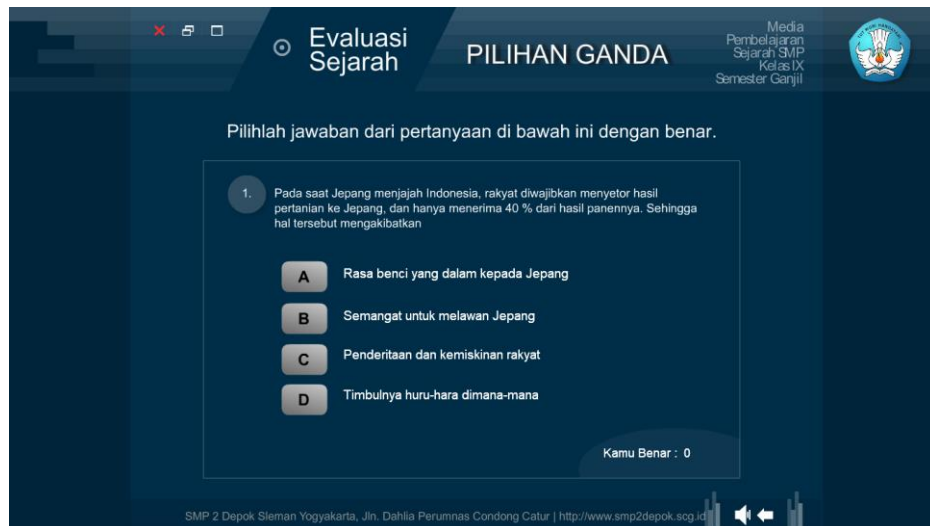 Evaluasi
Sejarah
PILIHAN GANDA
Media
Pembelajaran
Sejarah SMP
Kelas IX
Semester Ganjil
Pilihlah jawaban dari pertanyaan di bawah ini dengan benar.
1. Pada saat Jepang menjajah Indonesia, rakyat diwajibkan menyetor hasil
pertanian ke Jepang, dan hanya menerima 40 % dari hasil panennya. Sehingga
hal tersebut mengakibatkan
A Rasa benci yang dalam kepada Jepang
B Semangat untuk melawan Jepang
C Penderitaan dan kemiskinan rakyat
D Timbulnya huru-hara dimana-mana
Kamu Benar : 0
SMP 2 Depok Sleman Yogyakarta, Jln. Dahlia Perumnas Condong Catur | http://www.smp2depok.scg.id